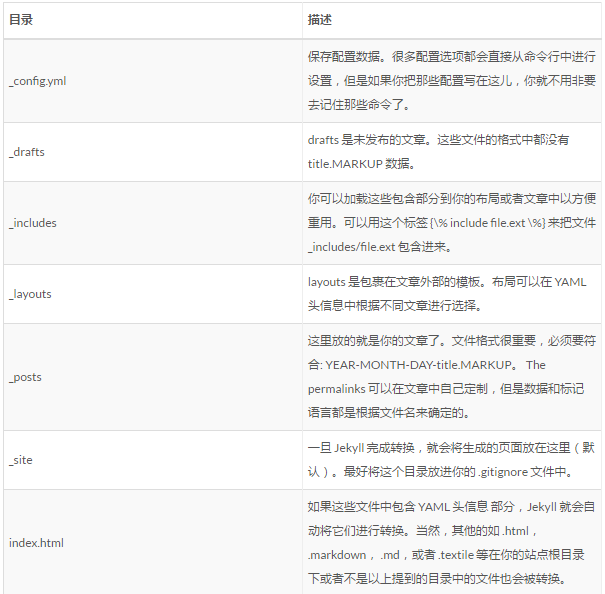 目录 描述
_config.yml
保存配置数据。很多配置选项都会直接从命令行中进行
设置，但是如果你把那些配置写在这儿，你就不用非要
去记住那些命令了。
_drafts
drafts 是未发布的文章。这些文件的格式中都没有
title.MARKUP 数据。
_includes
你可以加载这些包含部分到你的布局或者文章中以方便
重用。可以用这个标签 {\% include file.ext \%} 来把文件
_includes/file.ext 包含进来。
_layouts
layouts 是包裹在文章外部的模板。布局可以在 YAML
头信息中根据不同文章进行选择。
_posts
这里放的就是你的文章了。文件格式很重要，必须要符
合: YEAR-MONTH-DAY-title.MARKUP。 The
permalinks 可以在文章中自己定制，但是数据和标记
语言都是根据文件名来确定的。
_site
一旦 Jekyll 完成转换，就会将生成的页面放在这里（默
认）。最好将这个目录放进你的 .gitignore 文件中。
index.html
如果这些文件中包含 YAML 头信息 部分，Jekyll 就会自
动将它们进行转换。当然，其他的如 .html，
.markdown， .md，或者 .textile 等在你的站点根目录
下或者不是以上提到的目录中的文件也会被转换。